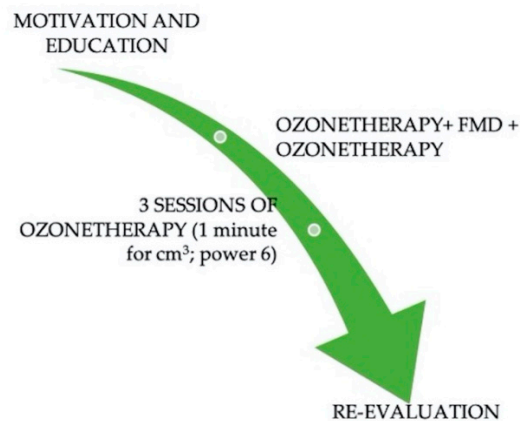 MOTIVATION AND
EDUCATION
OZONETHERAPY+ FMD +
OZONETHERAPY
3 SESSIONS OF
OZONETHERAPY (1 minute
for cm³; power 6)
RE-EVALUATION